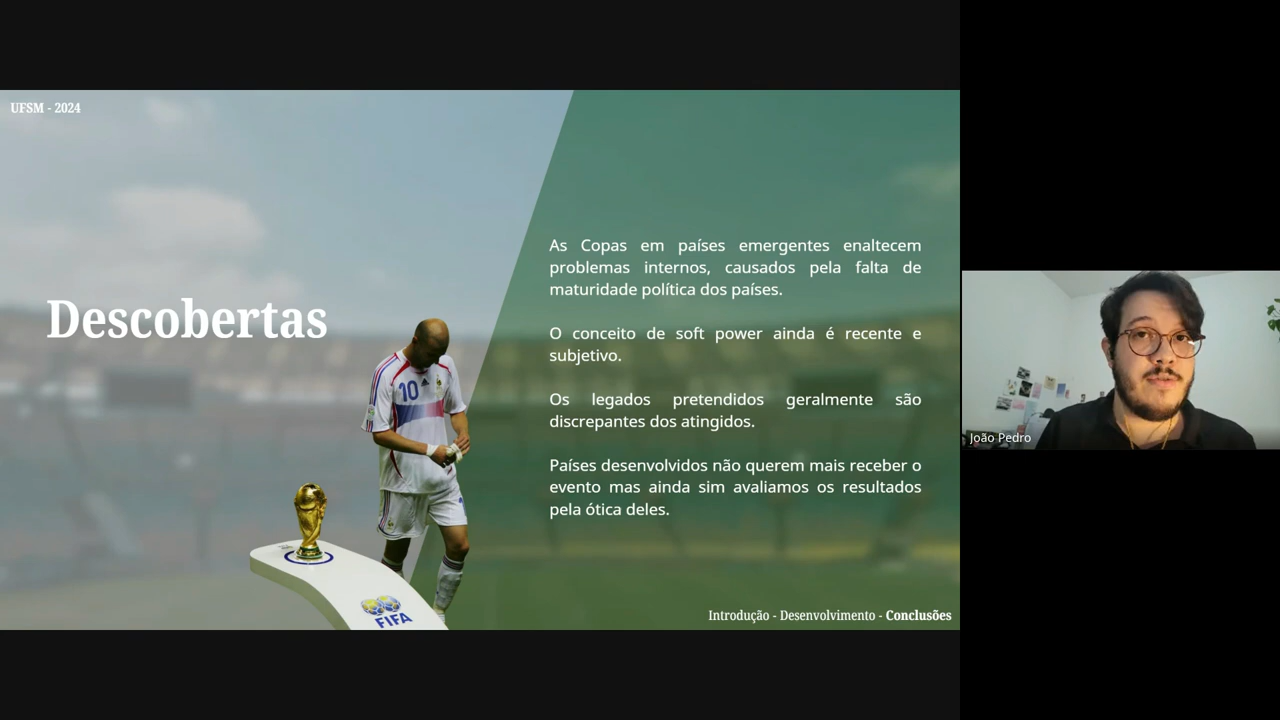 UFSM - 2024
Descobertas
As Copas em países emergentes enaltecem
problemas internos, causados pela falta de
maturidade política dos países.
O conceito de soft power ainda é recente e
subjetivo.
Os legados pretendidos geralmente são
discrepantes dos atingidos.
Países desenvolvidos não querem mais receber o
evento mas ainda sim avaliamos os resultados
pela ótica deles.
10
FIFA
Introdução - Desenvolvimento - Conclusões
João Pedro